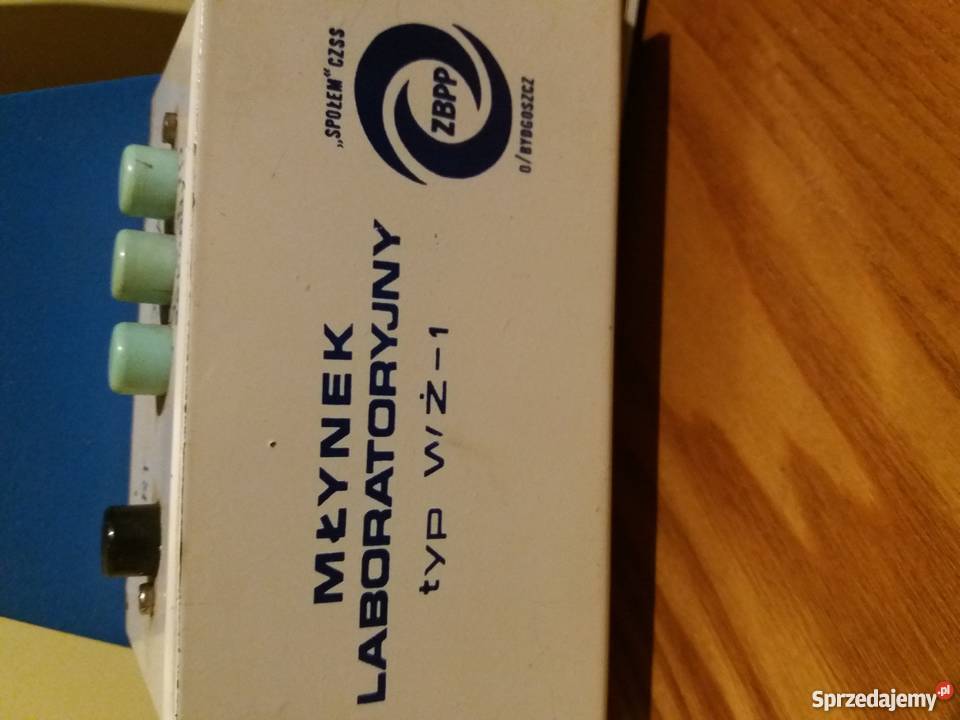 „SPOŁEM" CZSS
ZBPP
O/BYDGOSZCZ
MŁYNEK
LABORATORYJNY
typ WŻ-1
Sprzedajemy.pl